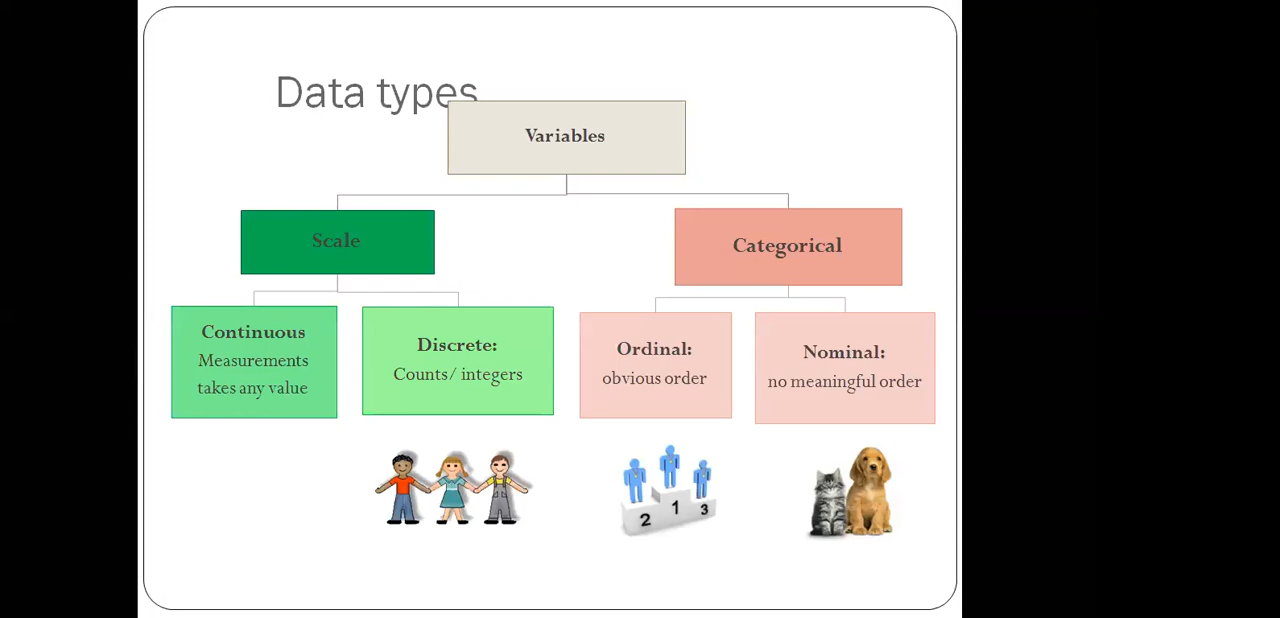 Data types
Variables
Scale
Categorical
Continuous
Measurements
takes any value
Discrete:
Counts/ integers
Ordinal:
obvious order
Nominal:
no meaningful order
2
1
3